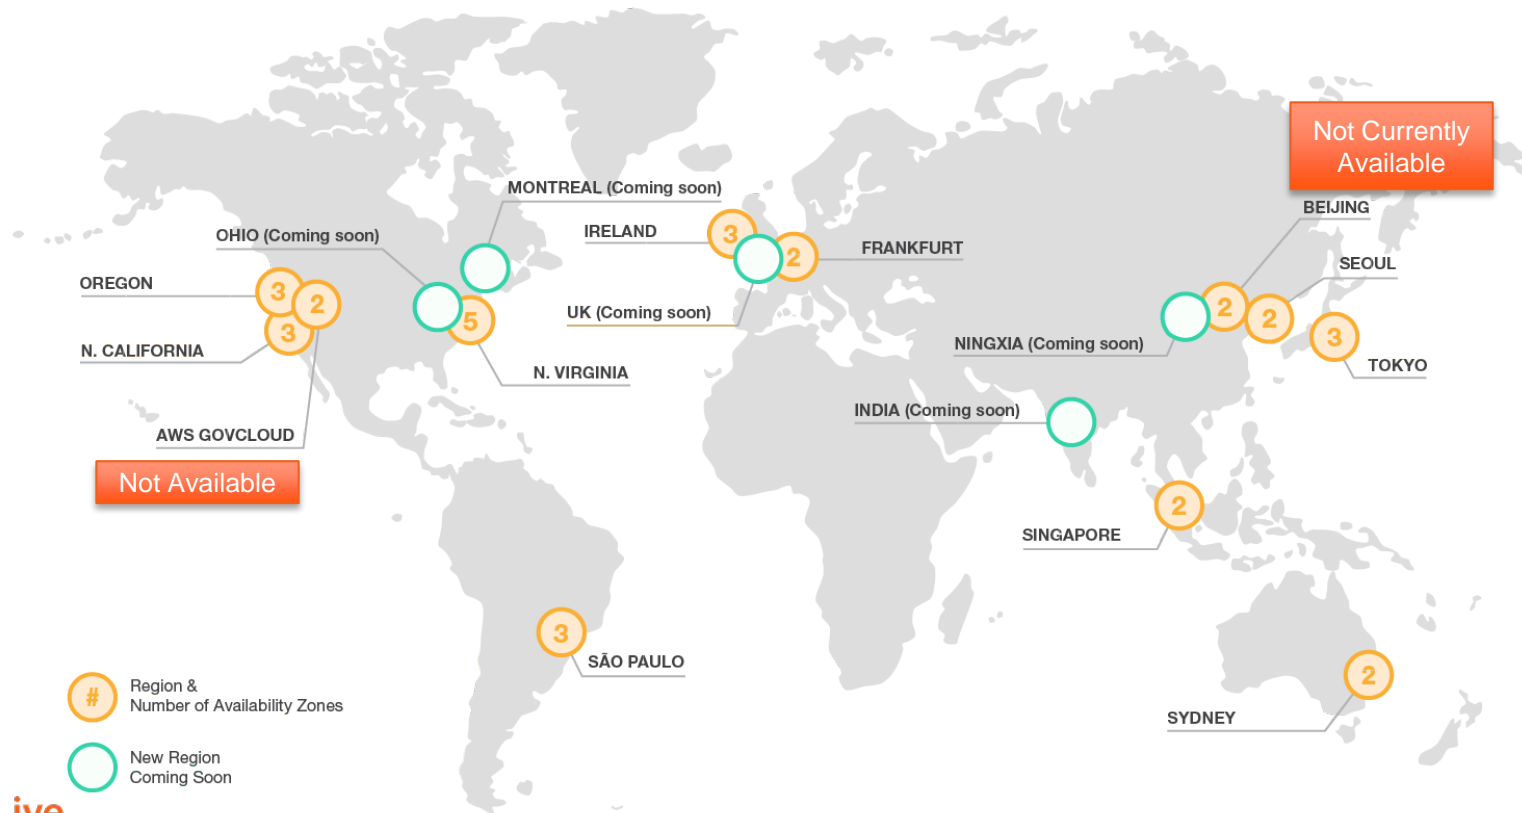 Not Currently
Available
MONTREAL (Coming soon)
BEIJING
IRELAND
3
OHIO (Coming soon)
FRANKFURT
2
SEOUL
OREGON
3
2
5
UK (Coming soon)
2
2
3
N. CALIFORNIA
3
NINGXIA (Coming soon)
TOKYO
N. VIRGINIA
INDIA (Coming soon)
AWS GOVCLOUD
Not Available
2
SINGAPORE
3
SÃO PAULO
2
SYDNEY
#
Region &
Number of Availability Zones
New Region
Coming Soon